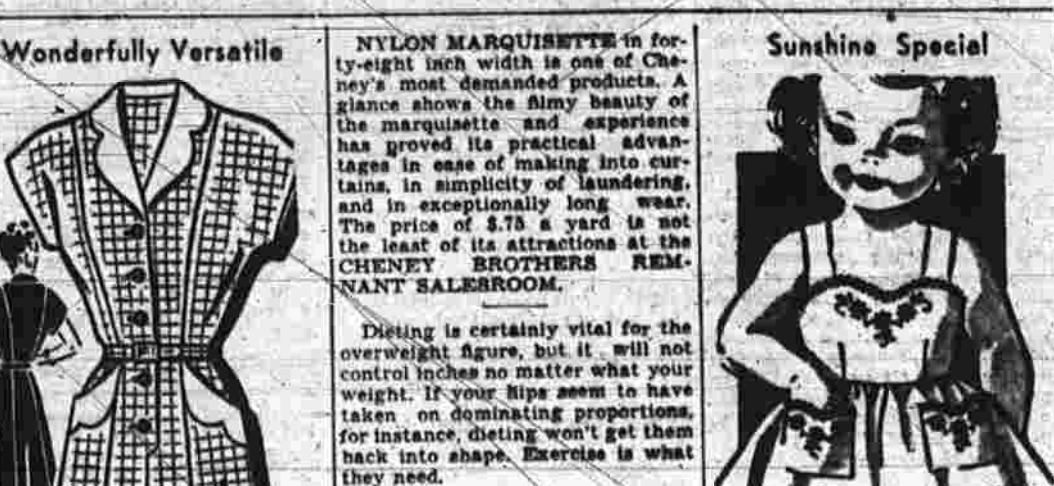 Wonderfully Versatile
NYLON MARQUISETTE in for-
ty-eight inch width is one of Che-
ney's most demanded products. A
glance shows the filmy beauty of
the marquisette and experience
has proved its practical advan-
tages in ease of making into cur-
tains, in simplicity of laundering,
and in exceptionally long wear.
The price of $.75 a yard is not
the least of its attractions at the
CHENEY BROTHERS REM-
NANT SALESROOM.
Dieting is certainly vital for the
overweight figure, but it will not
control inches no matter what your
weight. If your hips seem to have
taken on dominating proportions,
for instance, dieting won't get them
back into shape. Exercise is what
they need.
Sunshine Special